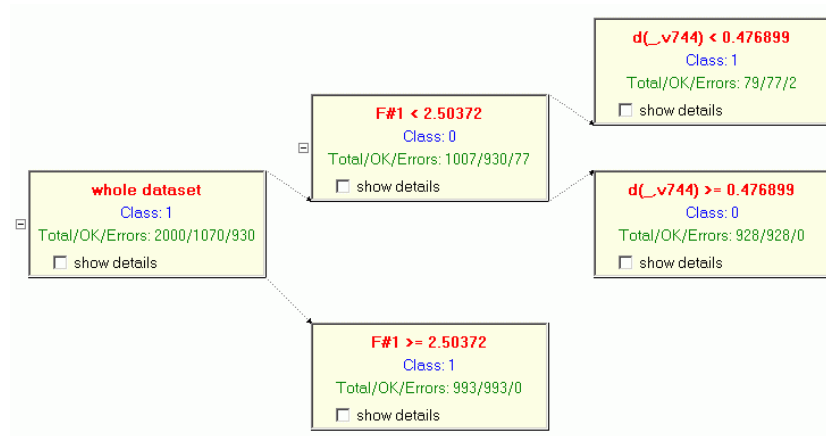 whole dataset
Class: 1
Total/OK/Errors: 2000/1070/930
show details
F#1 < 2.50372
Class: 0
Total/OK/Errors: 1007/930/77
show details
d(_,v744) < 0.476899
Class: 1
Total/OK/Errors: 79/77/2
show details
d(_,v744) >= 0.476899
Class: 0
Total/OK/Errors: 928/928/0
show details
F#1 >= 2.50372
Class: 1
Total/OK/Errors: 993/993/0
show details